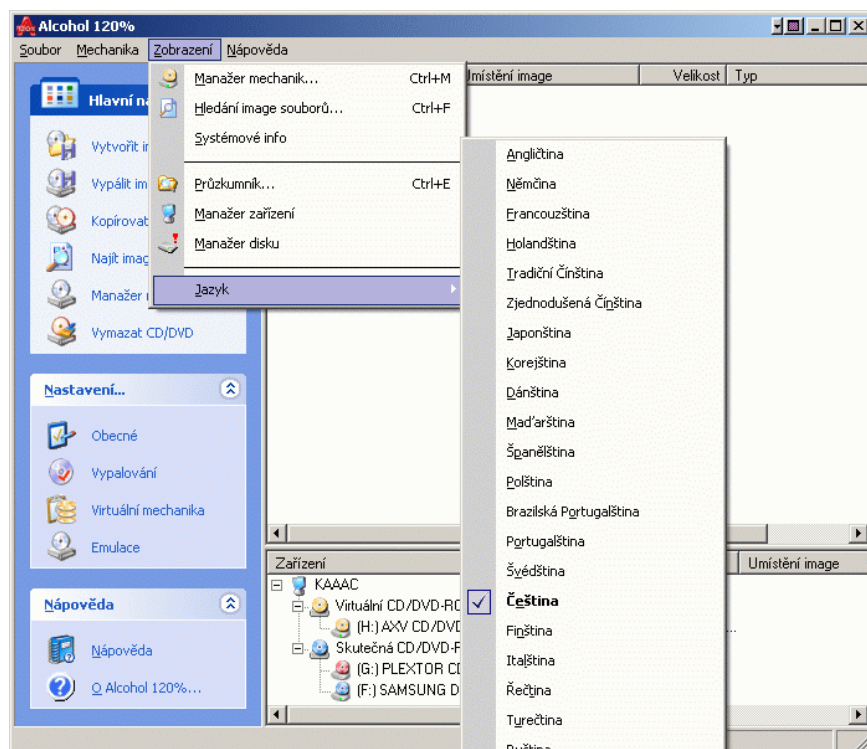 Alcohol 120%
Soubor Mechanika Zobrazení Nápověda
Manažer mechanik... Ctrl+M
Hledání image souborů... Ctrl+F
Systémové info
Průzkumník... Ctrl+E
Manažer zařízení
Manažer disku
Jazyk
Angličtina
Němčina
Francouzština
Holandština
Tradiční Čínština
Zjednodušená Čínština
Japonština
Korejština
Dánština
Maďarština
Španělština
Polština
Brazilská Portugalština
Portugalština
Švédština
Čeština
Finština
Italština
Řečtina
Turečtina
Umístění image Velikost Typ
Hlavní
Vytvořit
Vypálit
Kopírovat
Najít
Manažer
Vymazat CD/DVD
Nastavení...
Obecné
Vypalování
Virtuální mechanika
Emulace
Nápověda
Nápověda
O Alcohol 120%...
Zařízení Umístění image
KAAAC
Virtuální CD/DVD-RO
(H:) AXV CD/DVD
Skutečná CD/DVD-R
(G:) PLEXTOR CD
(F:) SAMSUNG D
...